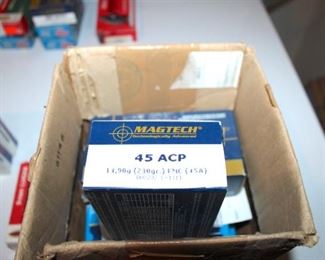 MAGTECH
Technologically Advanced
45 ACP
14,90g (230gr.) FMC (45A)